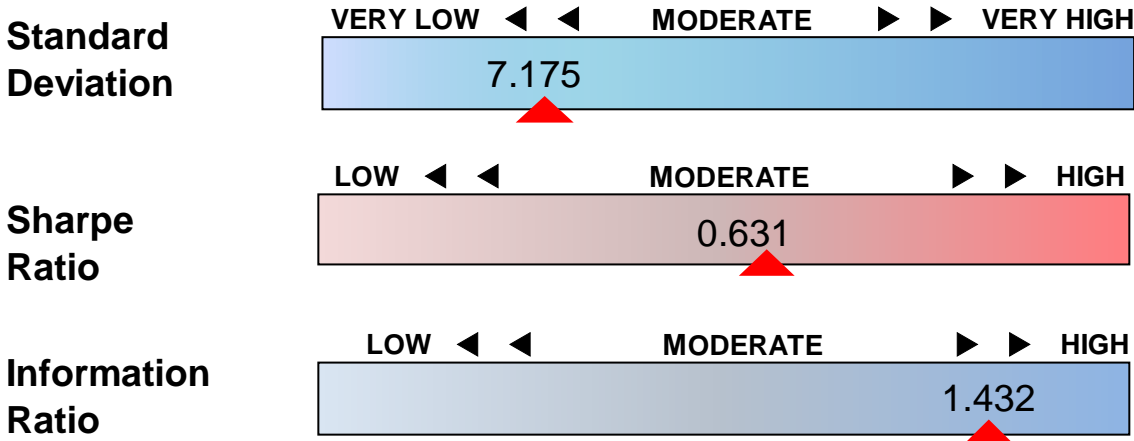 VERY LOW ◀ ◀ MODERATE ▶ ▶ VERY HIGH
Standard
Deviation
7.175
LOW ◀ ◀ MODERATE ▶ ▶ HIGH
Sharpe
Ratio
0.631
LOW ◀ ◀ MODERATE ▶ ▶ HIGH
Information
Ratio
1.432